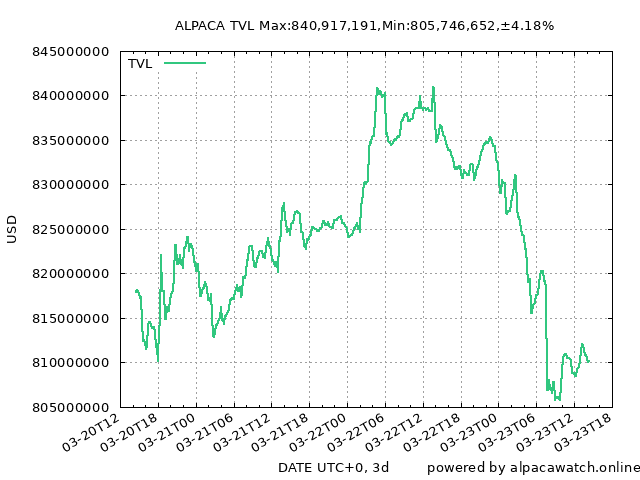 ALPACA TVL Max:840,917,191,Min:805,746,652,±4.18%
845000000
TVL
840000000
835000000
830000000
825000000
820000000
815000000
810000000
805000000
USD
03-20T12
03-20T18
03-21T00
03-21T06
03-21T12
03-21T18
03-22T00
03-22T06
03-22T12
03-22T18
03-23T00
03-23T06
03-23T12
03-23T18
DATE UTC+0, 3d
powered by alpacawatch.online